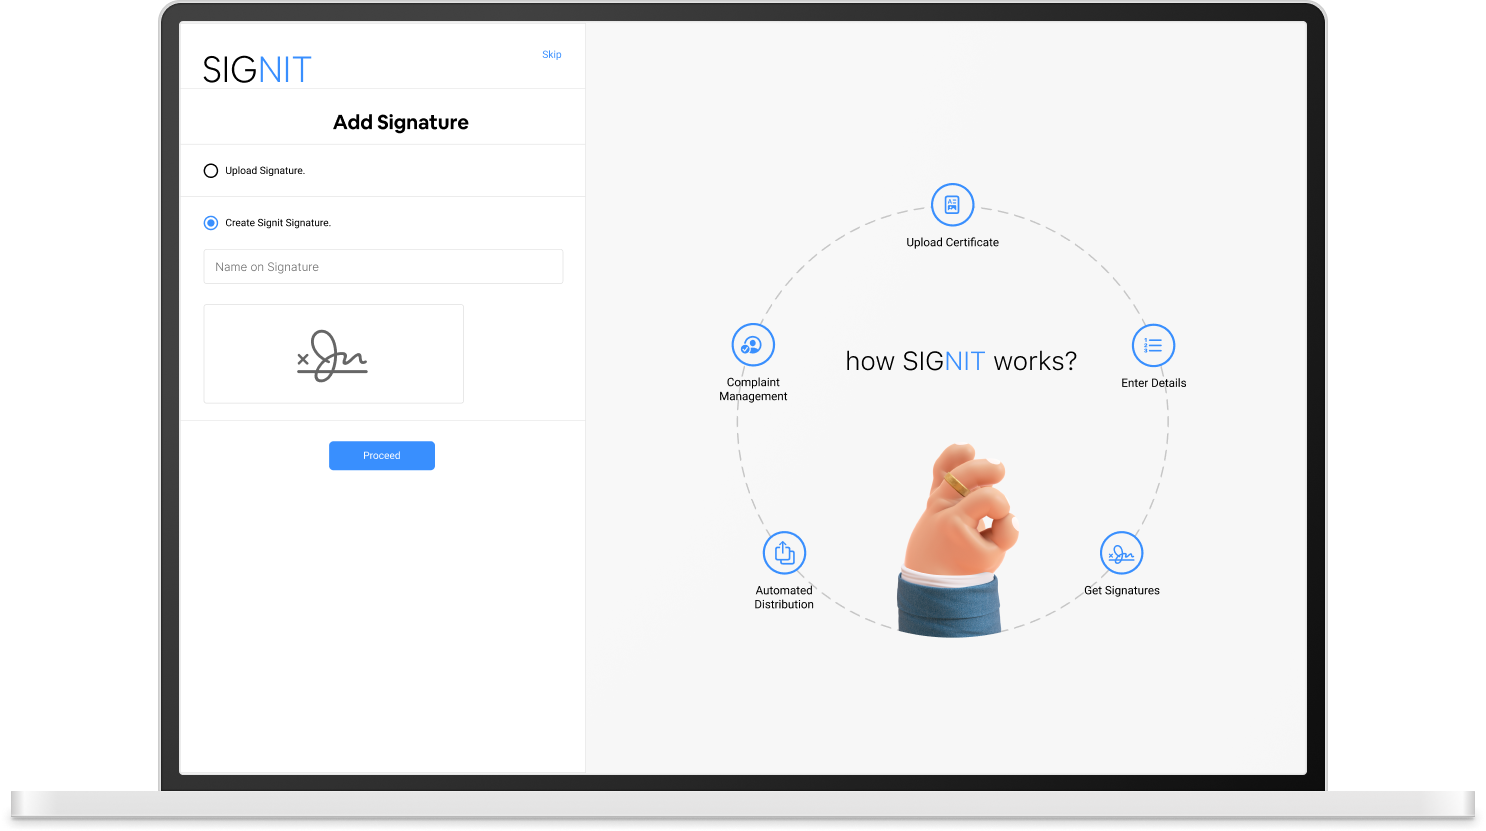 SIGNIT
Skip
Add Signature
Upload Signature.
Create Signit Signature.
Name on Signature
Proceed
Upload Certificate
how SIGNIT works?
Complaint
Management
Enter Details
Automated
Distribution
Get Signatures